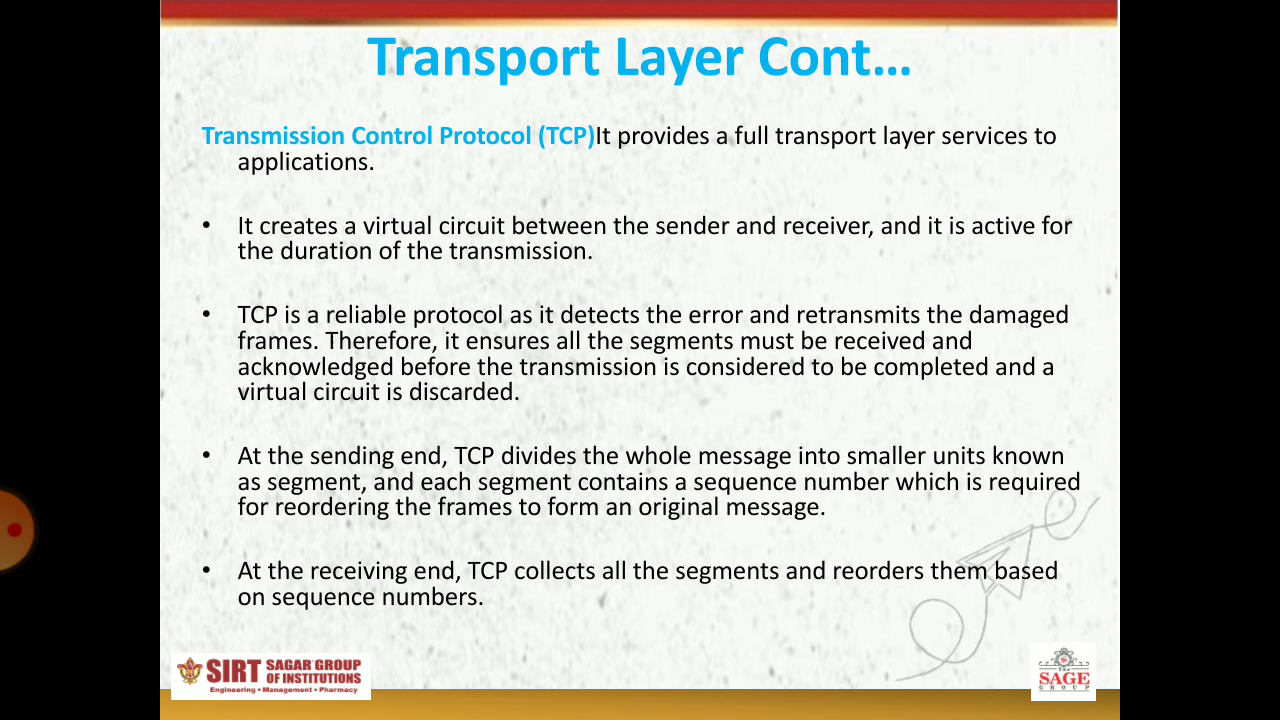 Transport Layer Cont…
Transmission Control Protocol (TCP)It provides a full transport layer services to
applications.
• It creates a virtual circuit between the sender and receiver, and it is active for
the duration of the transmission.
• TCP is a reliable protocol as it detects the error and retransmits the damaged
frames. Therefore, it ensures all the segments must be received and
acknowledged before the transmission is considered to be completed and a
virtual circuit is discarded.
• At the sending end, TCP divides the whole message into smaller units known
as segment, and each segment contains a sequence number which is required
for reordering the frames to form an original message.
• At the receiving end, TCP collects all the segments and reorders them based
on sequence numbers.
SIRT SAGAR GROUP
OF INSTITUTIONS
Engineering • Management • Pharmacy
The
SAGE
GROUP